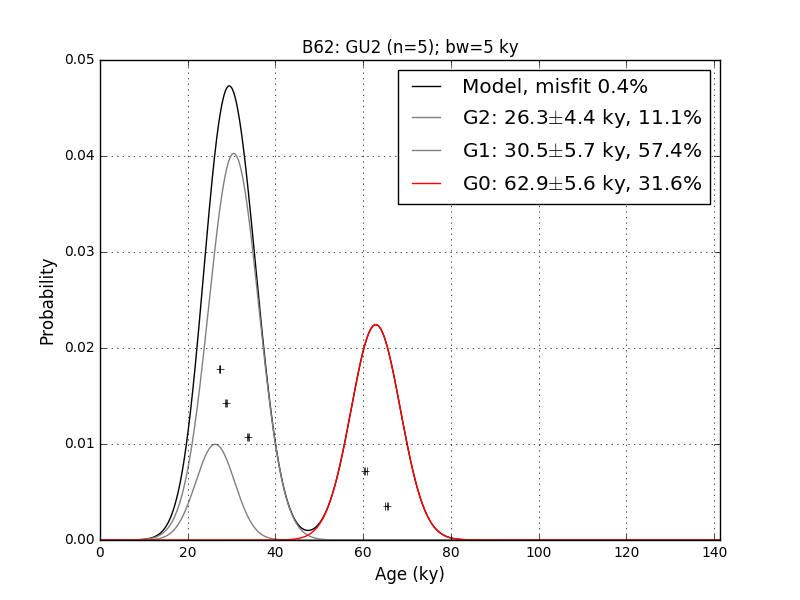 B62: GU2 (n=5); bw=5 ky
Model, misfit 0.4%
G2: 26.3±4.4 ky, 11.1%
G1: 30.5±5.7 ky, 57.4%
G0: 62.9±5.6 ky, 31.6%
0.05
0.04
0.03
0.02
0.01
0.00
Probability
0 20 40 60 80 100 120 140
Age (ky)